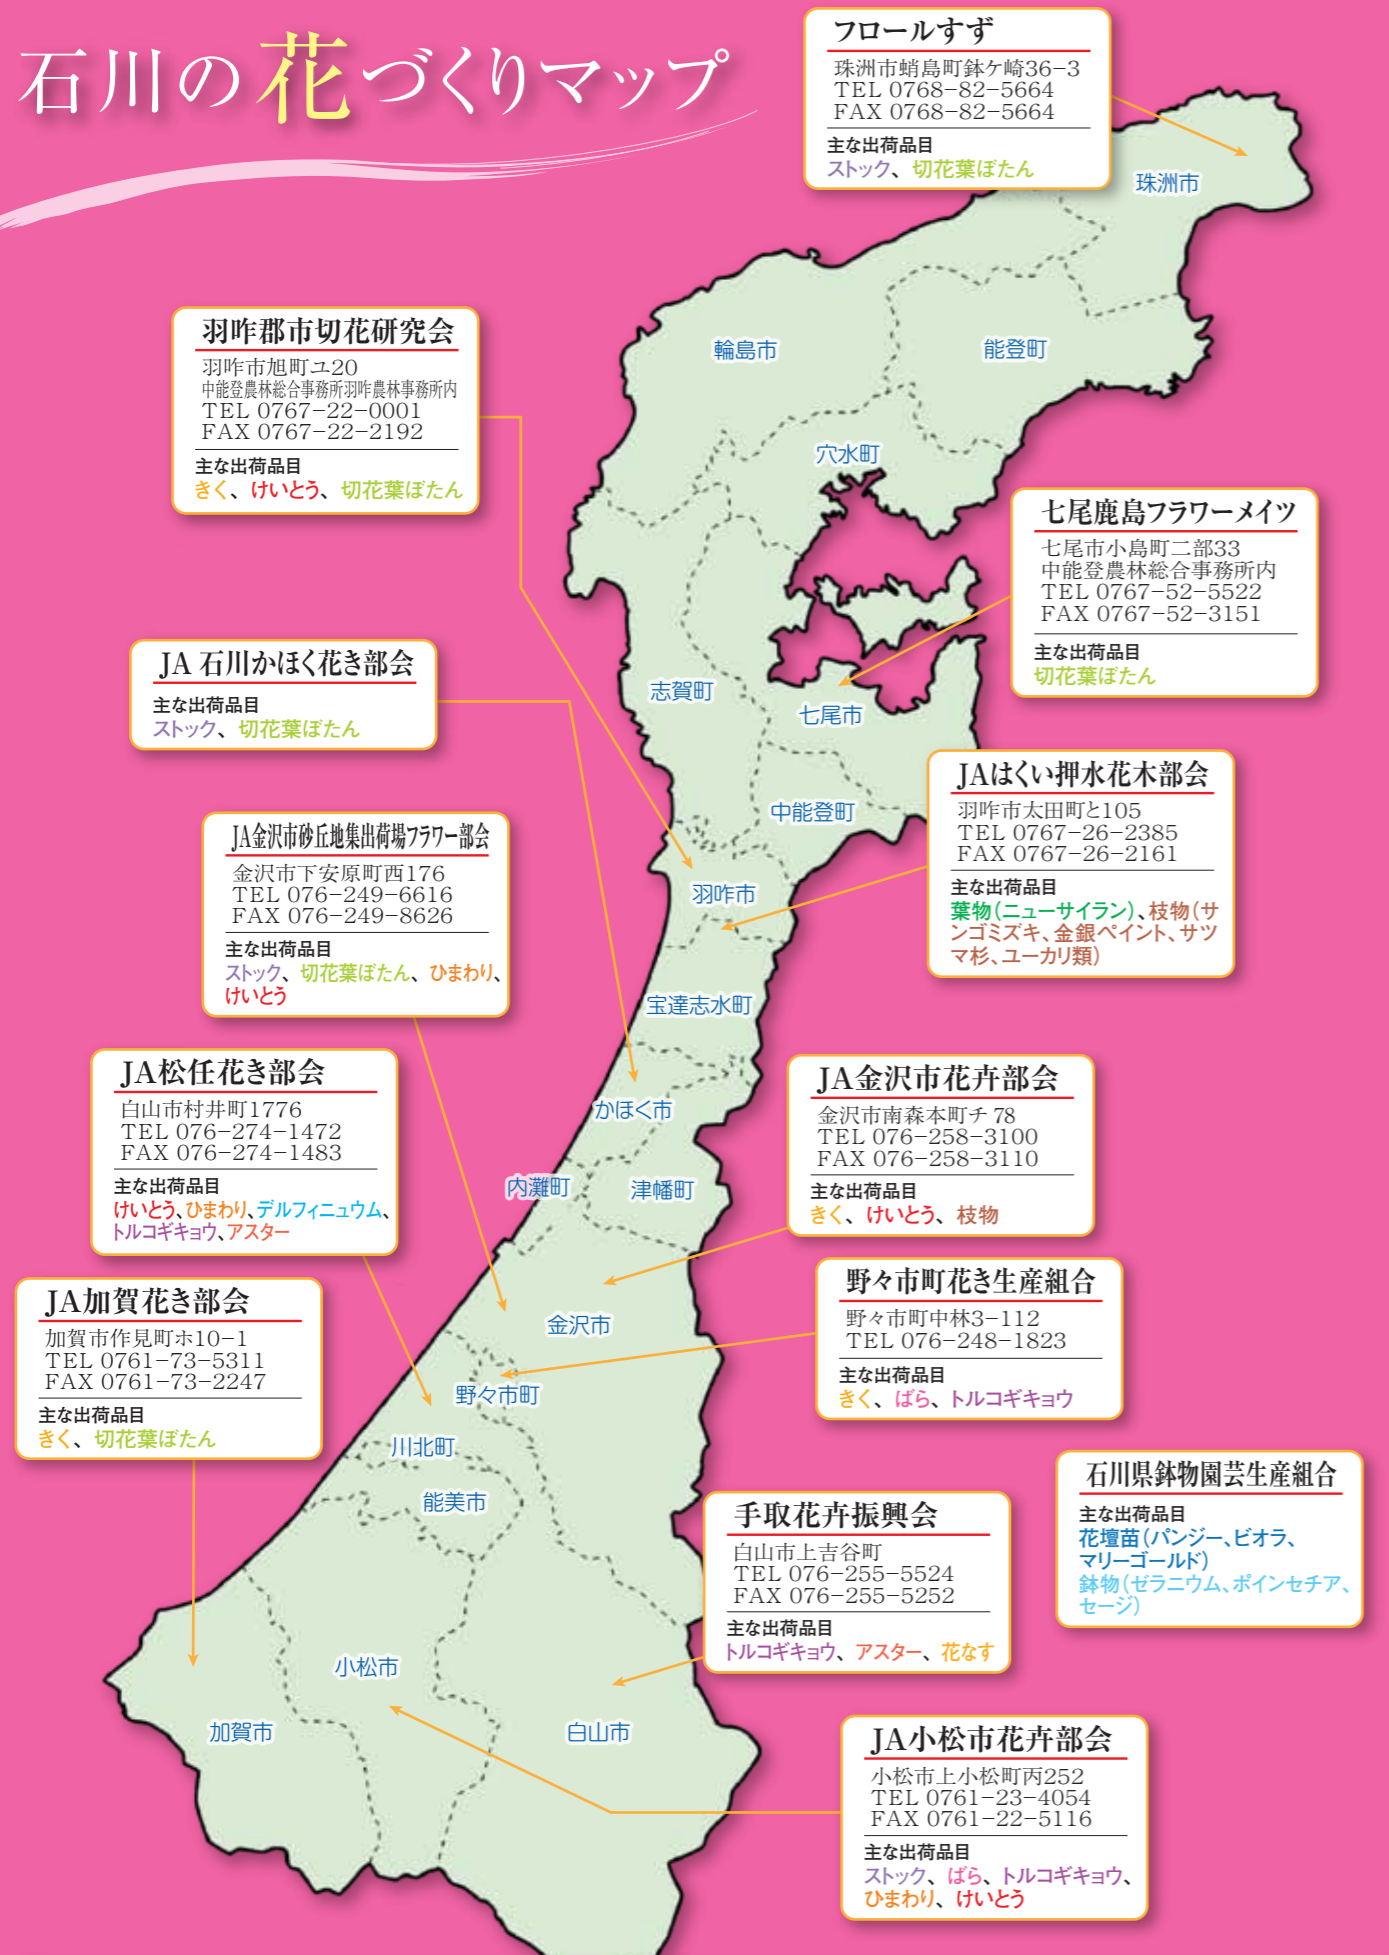 石川の花づくりマップ
フロールすず
珠洲市蛸島町鉢ケ崎36-3
TEL 0768-82-5664
FAX 0768-82-5664
主な出荷品目
ストック、切花葉ぼたん
珠洲市
羽咋郡市切花研究会
羽咋市旭町ユ20
中能登農林総合事務所羽咋農林事務所内
TEL 0767-22-0001
FAX 0767-22-2192
主な出荷品目
きく、けいとう、切花葉ぼたん
輪島市
能登町
穴水町
七尾鹿島フラワーメイツ
七尾市小島町二部33
中能登農林総合事務所内
TEL 0767-52-5522
FAX 0767-52-3151
主な出荷品目
切花葉ぼたん
JA 石川かほく花き部会
主な出荷品目
ストック、切花葉ぼたん
志賀町
七尾市
中能登町
JAはくい押水花木部会
羽咋市太田町と105
TEL 0767-26-2385
FAX 0767-26-2161
主な出荷品目
葉物(ニューサイラン)、枝物(サ
ンゴミズキ、金銀ペイント、サツ
マ杉、ユーカリ類)
JA金沢市砂丘地集出荷場フラワー部会
金沢市下安原町西176
TEL 076-249-6616
FAX 076-249-8626
主な出荷品目
ストック、切花葉ぼたん、ひまわり、
けいとう
羽咋市
宝達志水町
かほく市
内灘町
津幡町
JA松任花き部会
白山市村井町1776
TEL 076-274-1472
FAX 076-274-1483
主な出荷品目
けいとう、ひまわり、デルフィニュウム、
トルコギキョウ、アスター
JA金沢市花卉部会
金沢市南森本町チ 78
TEL 076-258-3100
FAX 076-258-3110
主な出荷品目
きく、けいとう、枝物
野々市町花き生産組合
野々市町中林3-112
TEL 076-248-1823
主な出荷品目
きく、ばら、トルコギキョウ
金沢市
野々市町
川北町
能美市
JA加賀花き部会
加賀市作見町ホ10-1
TEL 0761-73-5311
FAX 0761-73-2247
主な出荷品目
きく、切花葉ぼたん
石川県鉢物園芸生産組合
主な出荷品目
花壇苗(パンジー、ビオラ、
マリーゴールド)
鉢物(ゼラニウム、ポインセチア、
セージ)
手取花卉振興会
白山市上吉谷町
TEL 076-255-5524
FAX 076-255-5252
主な出荷品目
トルコギキョウ、アスター、花なす
小松市
加賀市
白山市
JA小松市花卉部会
小松市上小松町丙252
TEL 0761-23-4054
FAX 0761-22-5116
主な出荷品目
ストック、ばら、トルコギキョウ、
ひまわり、けいとう